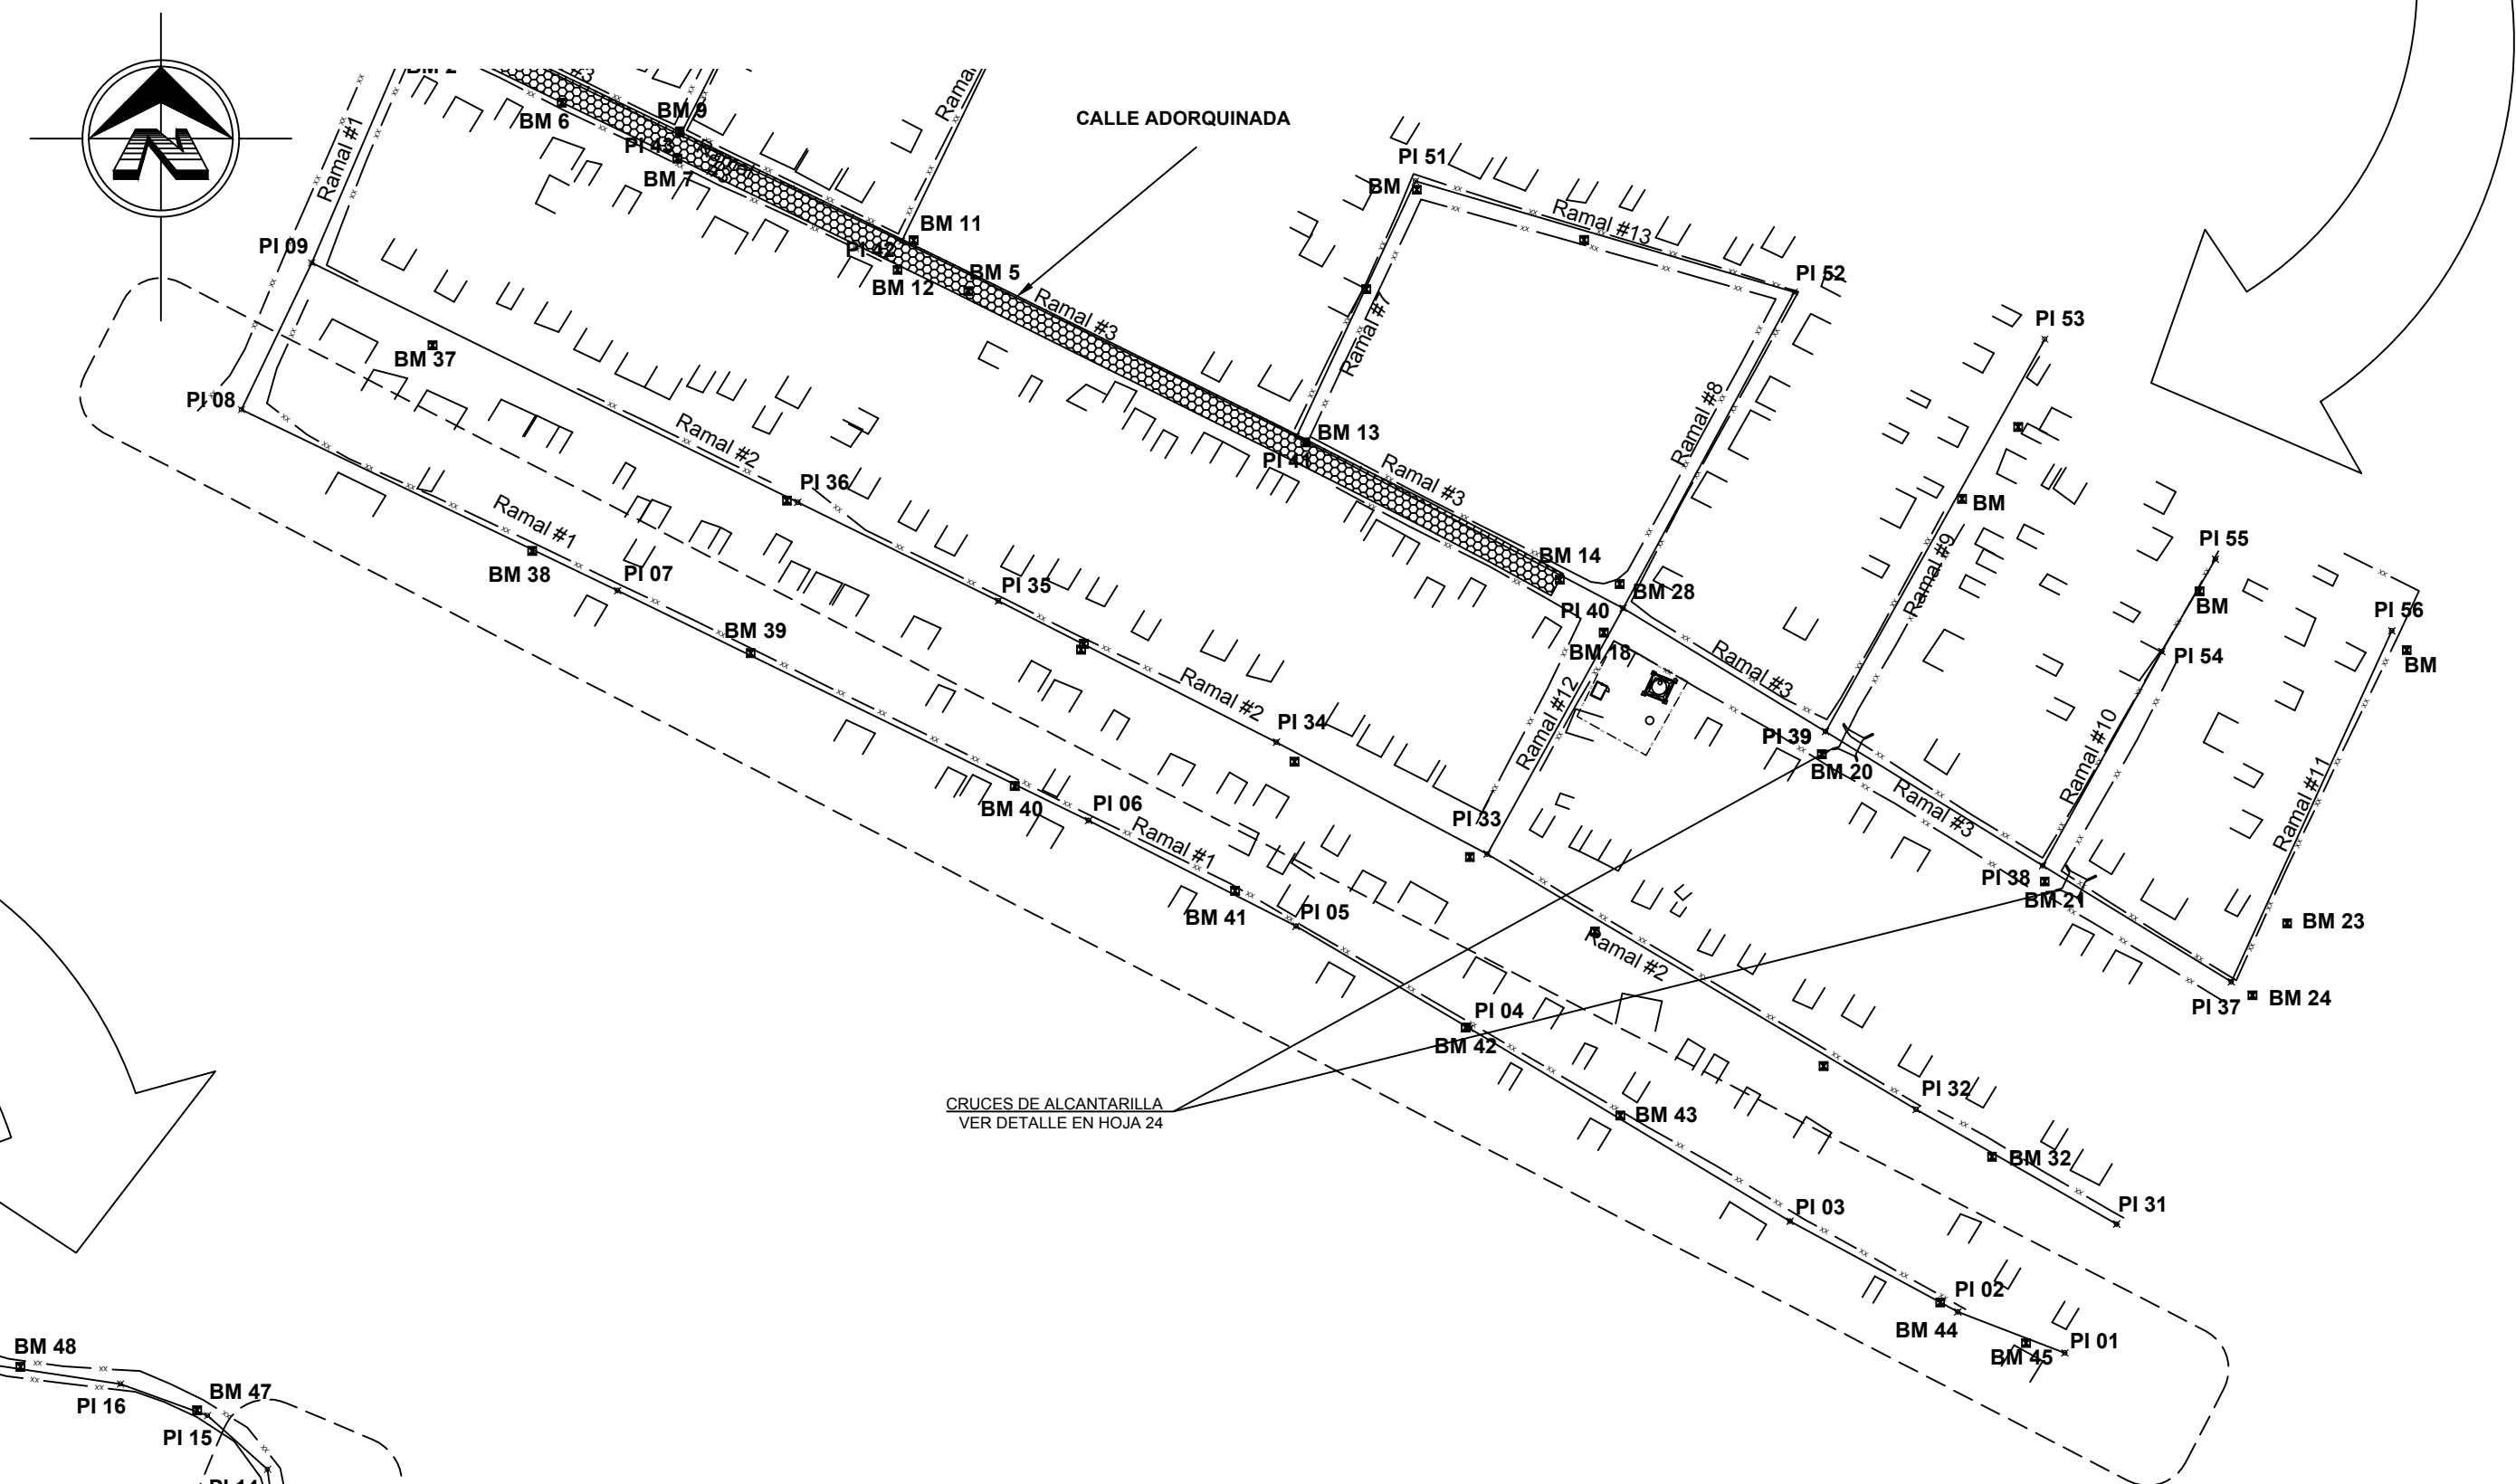 BM 2
#3
BM 6
BM 9
Ramal #1
PI 43
Ramal
#3
BM 7
Ramal
CALLE ADORQUINADA
PI 51
BM
Ramal #13
PI 52
PI 09
BM 11
PI 42
BM 12
BM 5
Ramal #3
Ramal #7
PI 53
BM 37
PI 08
Ramal #2
PI 36
BM 13
PI 41
Ramal #3
Ramal #8
BM
Ramal #1
BM 38
PI 07
PI 35
BM 14
BM 28
PI 40
Ramal #9
PI 55
BM
PI 56
BM
BM 39
BM 18
PI 54
Ramal #2
Ramal #3
PI 34
Ramal #12
PI 39
BM 20
Ramal #10
Ramal #11
BM 40
PI 06
Ramal #1
PI 33
Ramal #3
PI 38
BM 21
BM 41
PI 05
BM 23
Ramal #2
PI 37
BM 24
PI 04
BM 42
CRUCES DE ALCANTARILLA
VER DETALLE EN HOJA 24
BM 43
PI 32
BM 32
PI 31
PI 03
PI 02
BM 44
PI 01
BM 45
BM 48
PI 16
BM 47
PI 15
PI 14